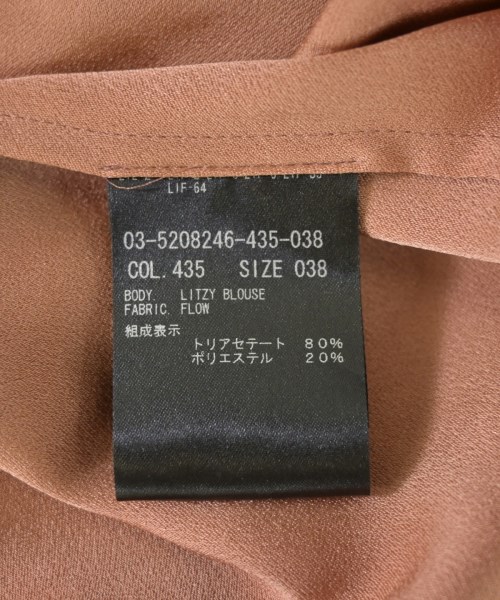 LIF-64
03-5208246-435-038
COL.435 SIZE 038
BODY. LITZY BLOUSE
FABRIC. FLOW
組成表示
トリアセテート 80%
ポリエステル 20%